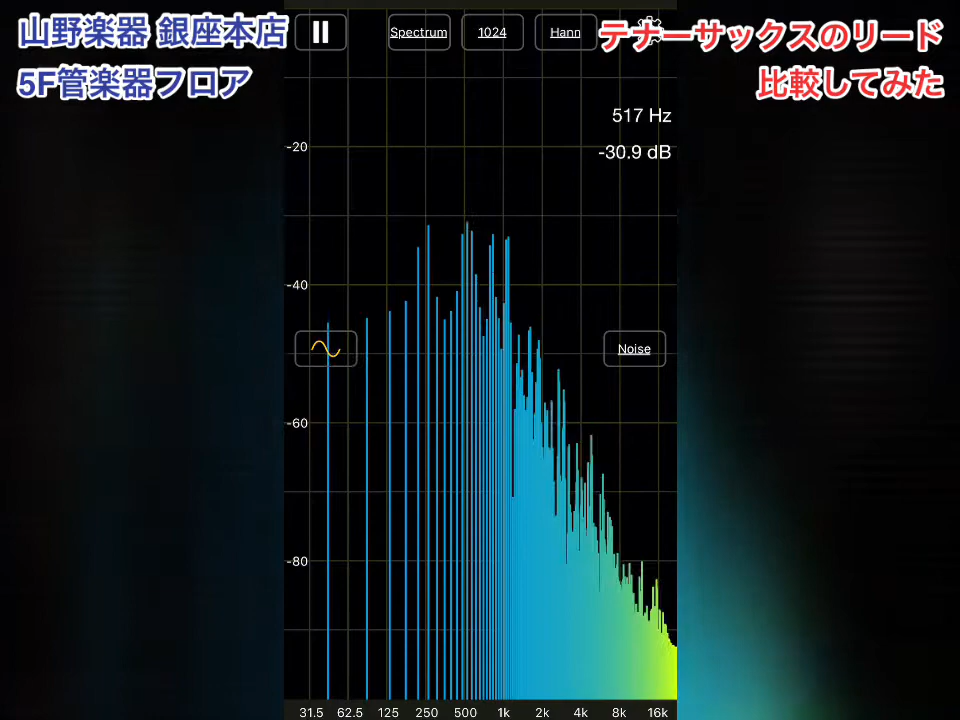 山野楽器 銀座本店
5F管楽器フロア
Spectrum
1024
Hann
テナーサックスのリード
比較してみた
517 Hz
-30.9 dB
-20
-40
Noise
-60
-80
31.5 62.5 125 250 500 1k 2k 4k 8k 16k